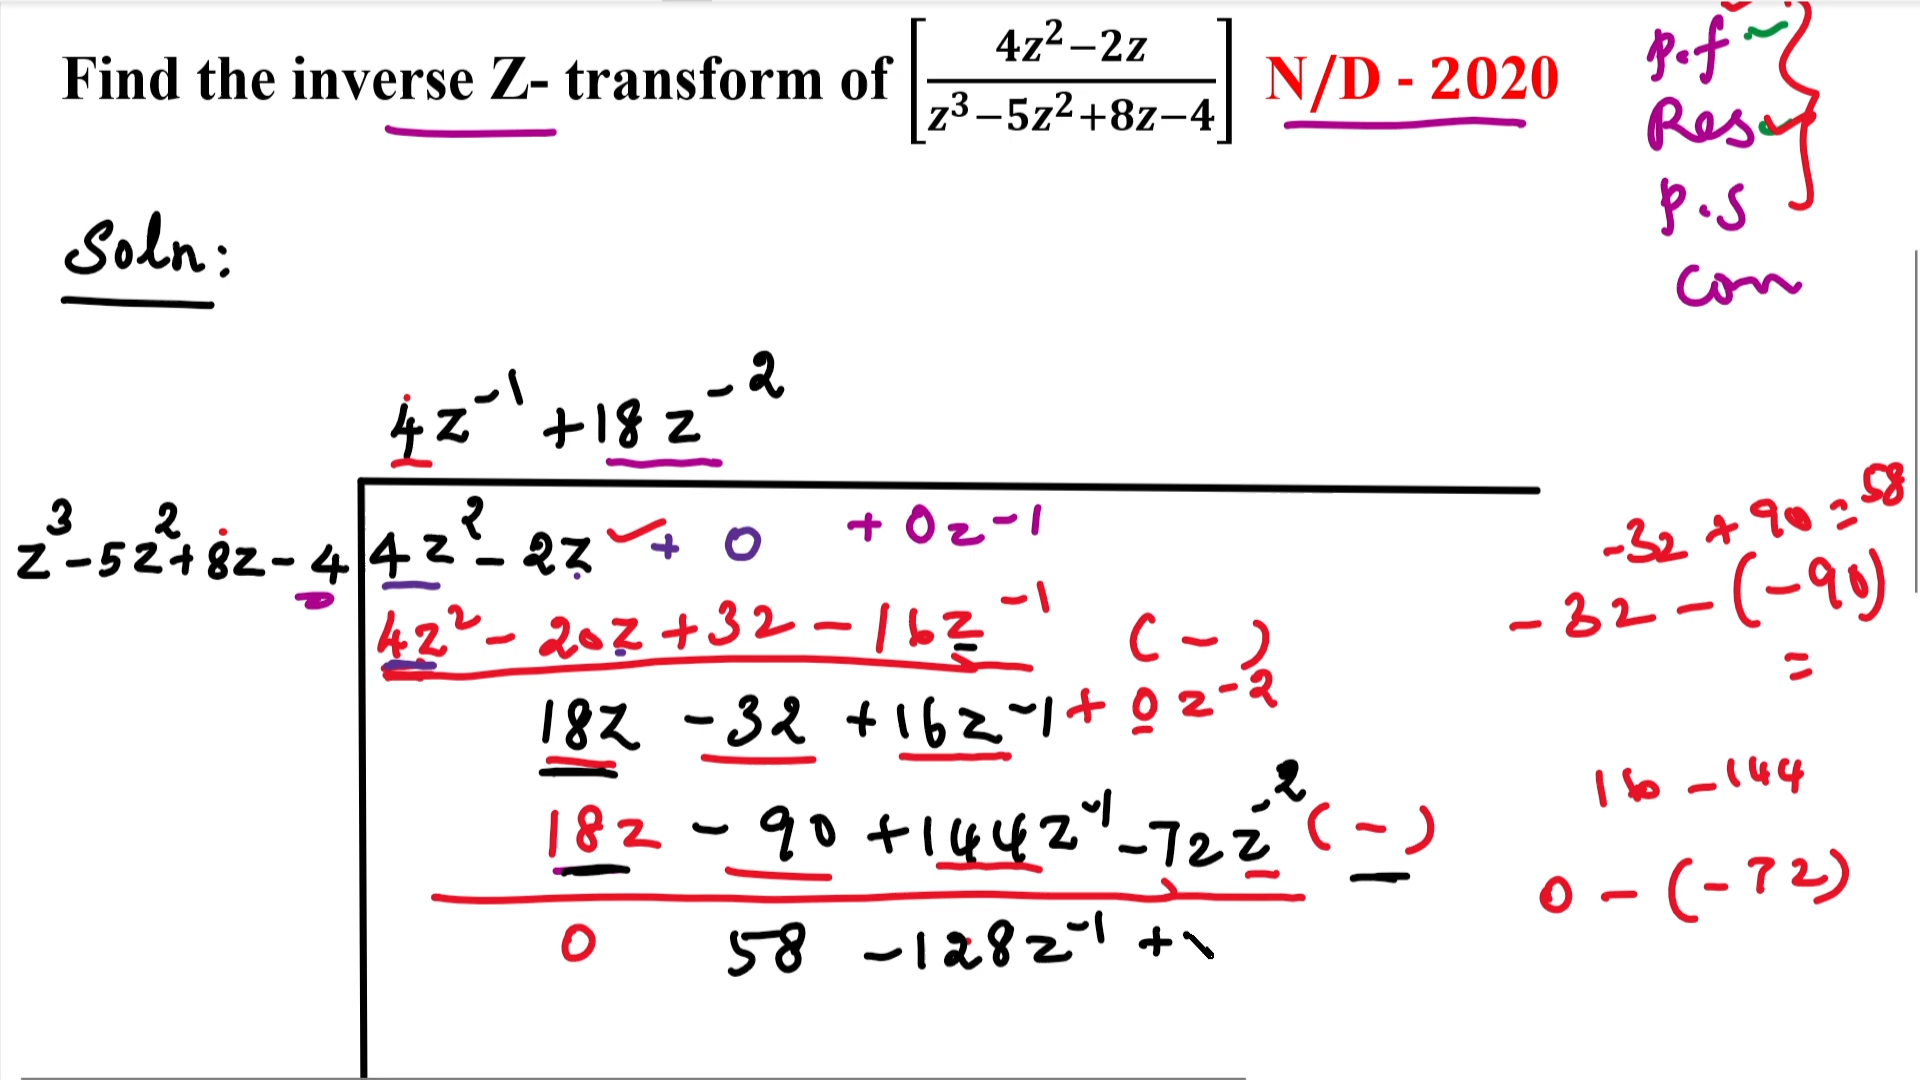 Find the inverse Z- transform of [ (4z²−2z) / (z³−5z²+8z−4) ] N/D - 2020
p.f
Res
p.s
Con
Soln:
4z⁻¹ + 18z⁻²
z³ - 5z² + 8z - 4 | 4z² - 2z + 0 + 0z⁻¹
4z² - 20z + 32 - 16z⁻¹ (-)
18z - 32 + 16z⁻¹ + 0z⁻²
18z - 90 + 144z⁻¹ - 72z⁻² (-)
0 58 - 128z⁻¹ +
-32 + 90 = 58
-32 - (-90)
=
16 - 144
0 - (-72)